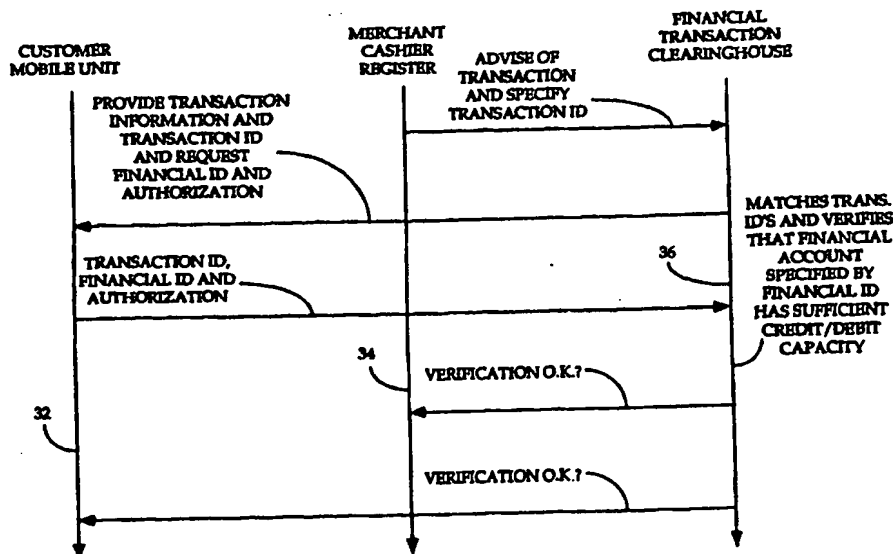 CUSTOMER
MOBILE UNIT
MERCHANT
CASHIER
REGISTER
FINANCIAL
TRANSACTION
CLEARINGHOUSE
ADVISE OF
TRANSACTION
AND SPECIFY
TRANSACTION ID
PROVIDE TRANSACTION
INFORMATION AND
TRANSACTION ID
AND REQUEST
FINANCIAL ID AND
AUTHORIZATION
MATCHES TRANS.
ID'S AND VERIFIES
THAT FINANCIAL
ACCOUNT
SPECIFIED BY
FINANCIAL ID
HAS SUFFICIENT
CREDIT/DEBIT
CAPACITY
36
TRANSACTION ID,
FINANCIAL ID AND
AUTHORIZATION
34
VERIFICATION O.K.?
32
VERIFICATION O.K.?